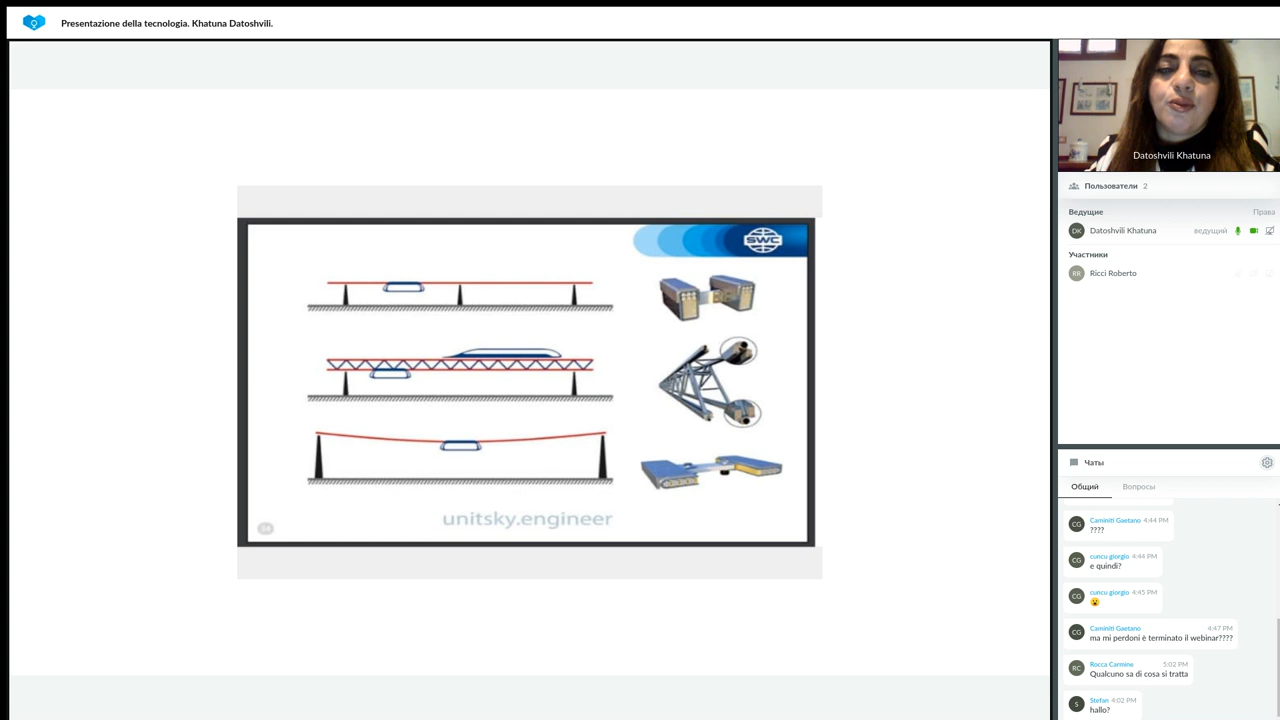 Presentazione della tecnologia. Khatuna Datoshvili.
SWC
unitsky.engineer
Datoshvili Khatuna
Пользователи 2
Ведущие Права
DK Datoshvili Khatuna ведущий
Участники
RR Ricci Roberto
Чаты
Общий Вопросы
CG Caminiti Gaetano 4:44 PM
????
CG cuncu giorgio 4:44 PM
e quindi?
CG cuncu giorgio 4:45 PM
😮
CG Caminiti Gaetano 4:47 PM
ma mi perdoni è terminato il webinar????
RC Rocca Carmine 5:02 PM
Qualcuno sa di cosa si tratta
S Stefan 4:02 PM
hallo?